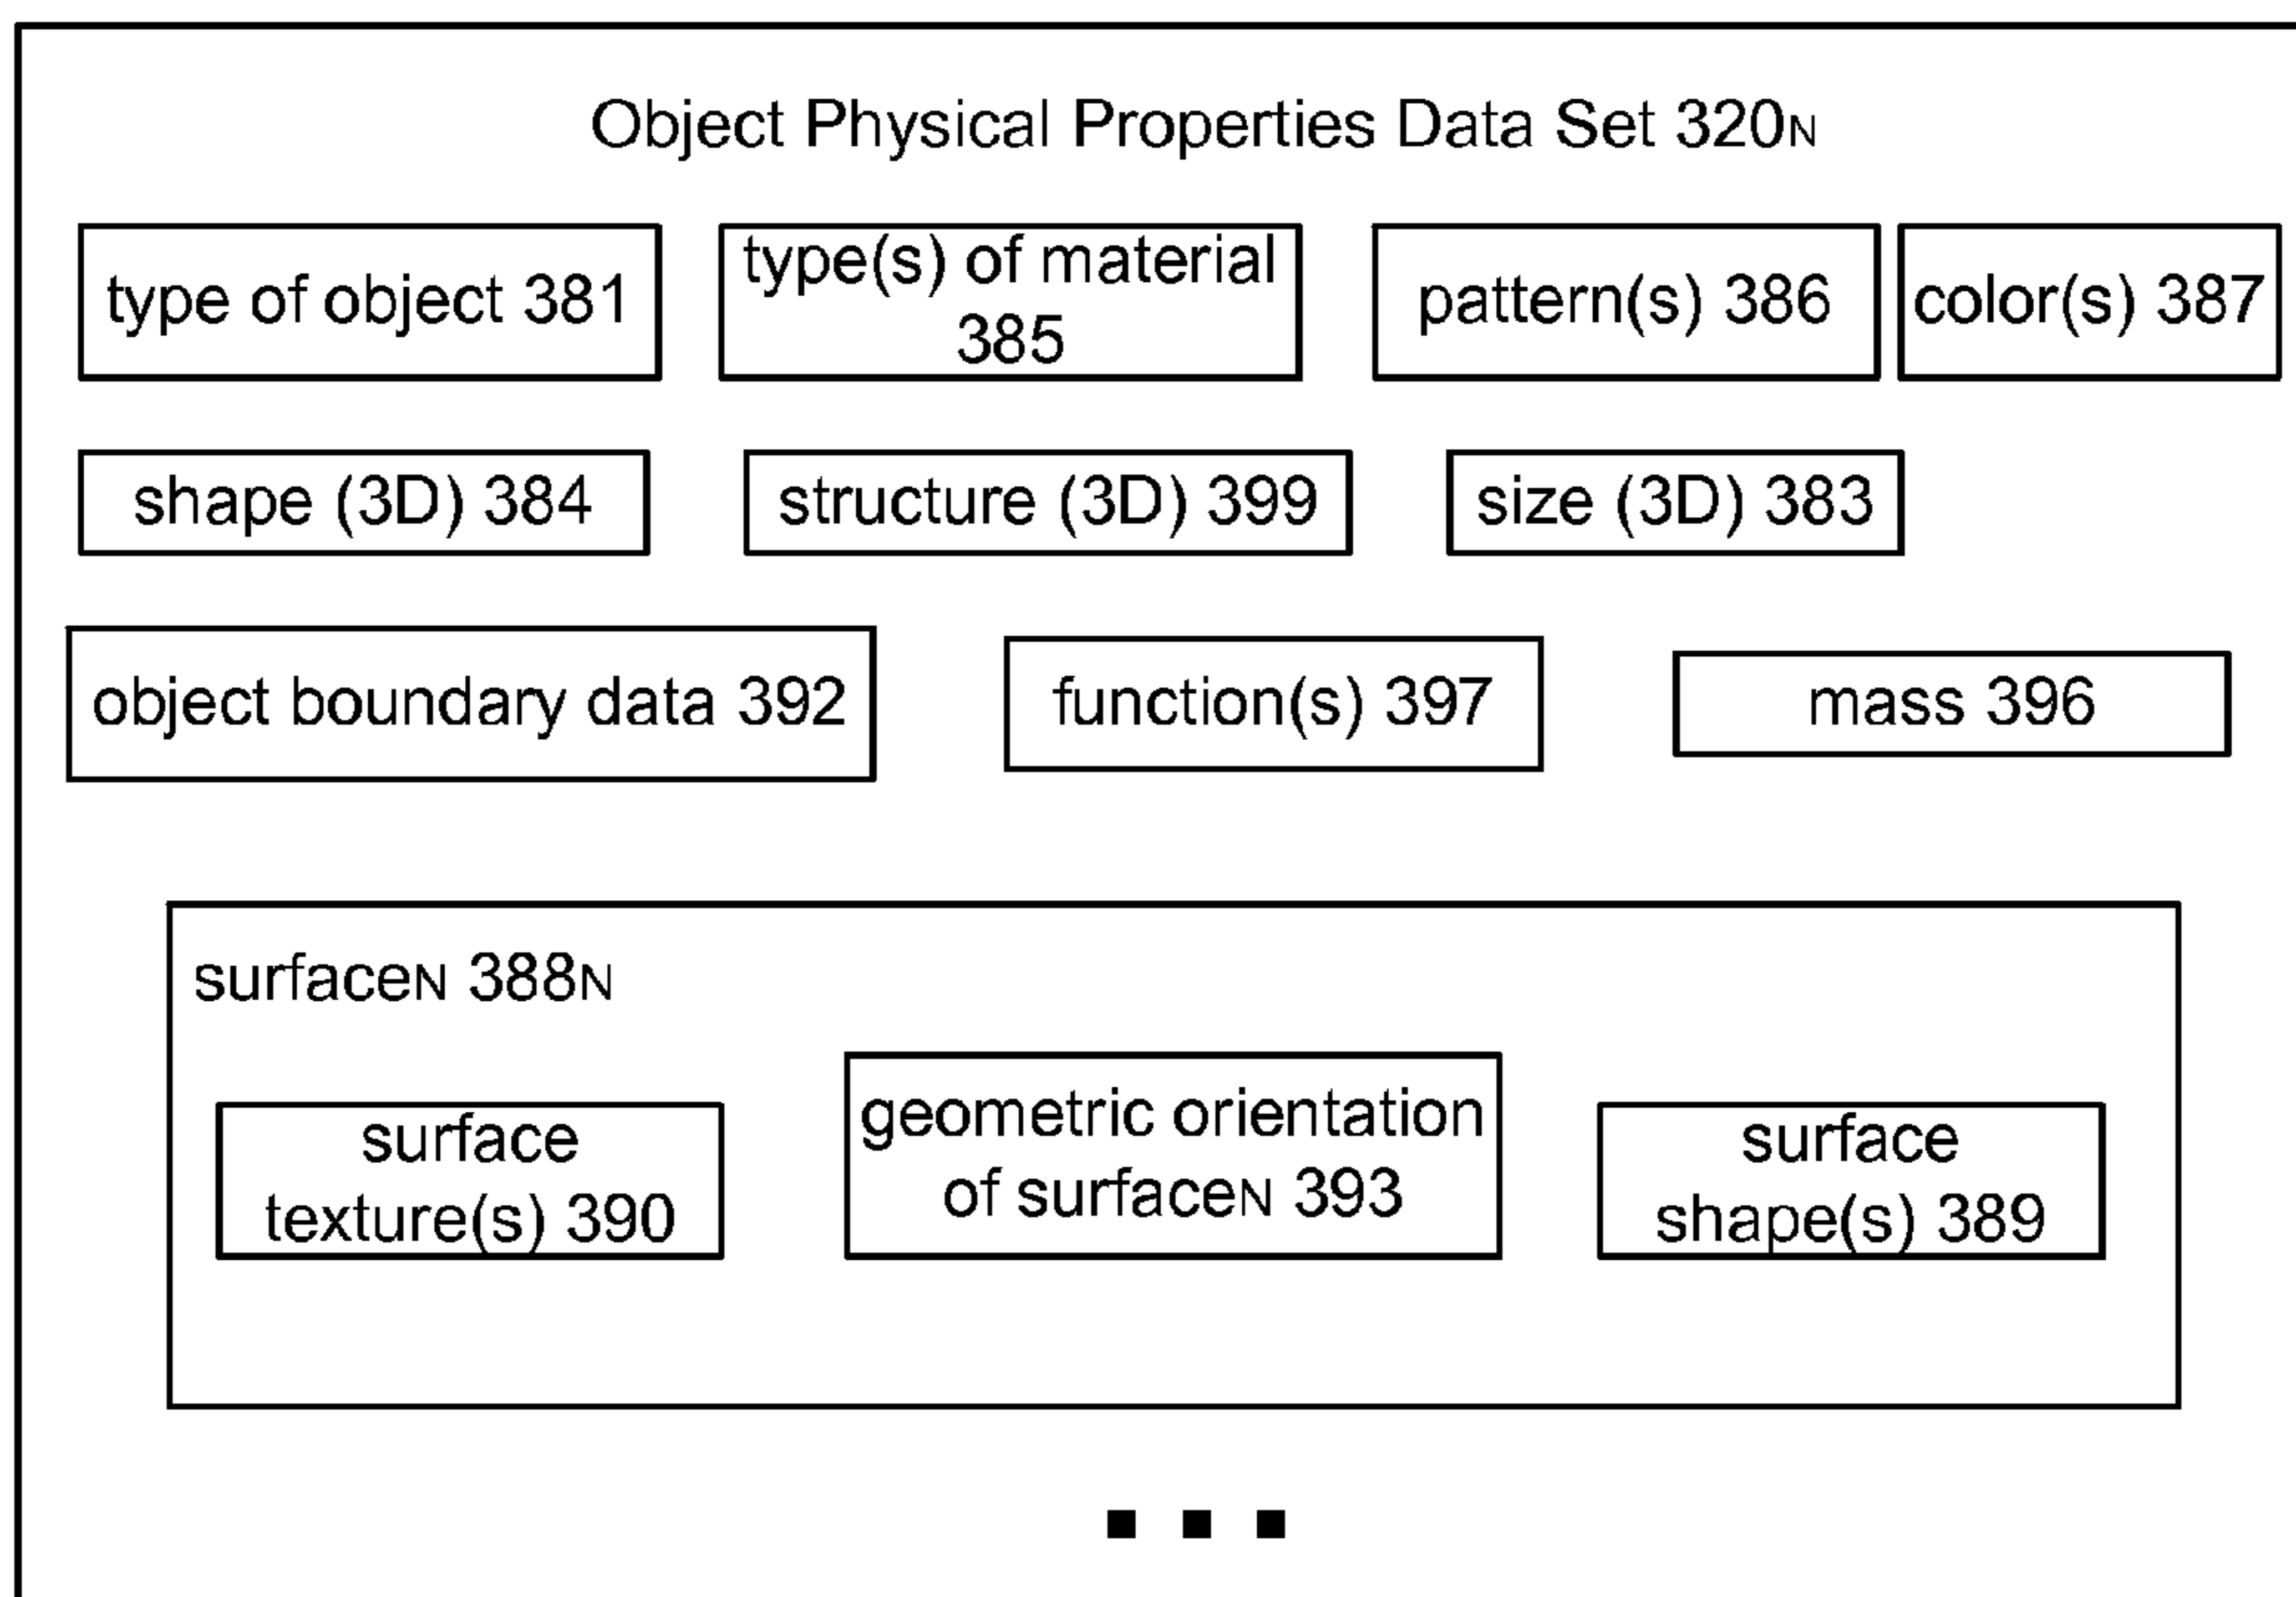 Object Physical Properties Data Set 320N
type of object 381
type(s) of material
385
pattern(s) 386
color(s) 387
shape (3D) 384
structure (3D) 399
size (3D) 383
object boundary data 392
function(s) 397
mass 396
surfaceN 388N
surface
texture(s) 390
geometric orientation
of surfaceN 393
surface
shape(s) 389